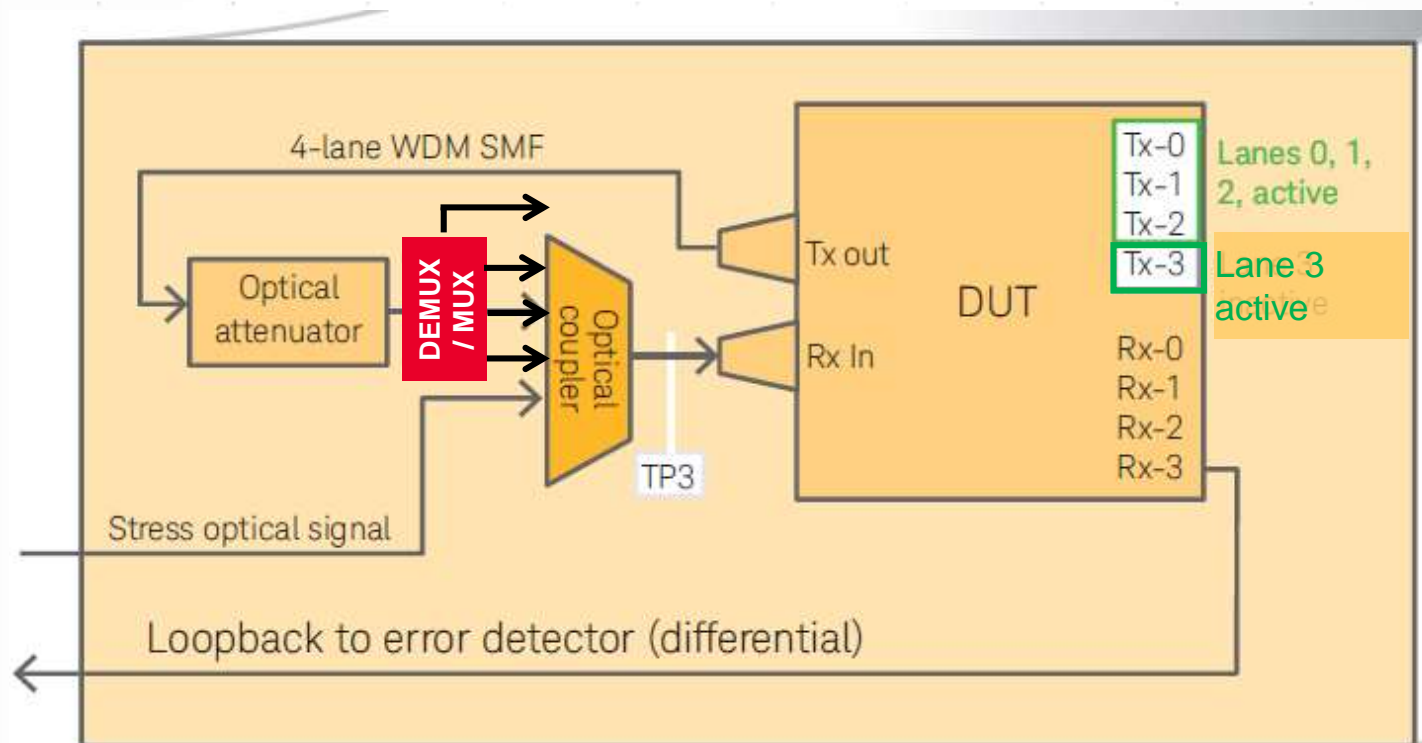 4-lane WDM SMF
Optical
attenuator
DEMUX
/ MUX
Optical
coupler
TP3
Tx out
Rx In
DUT
Tx-0
Tx-1
Tx-2
Tx-3
Rx-0
Rx-1
Rx-2
Rx-3
Lanes 0, 1,
2, active
Lane 3
active
Stress optical signal
Loopback to error detector (differential)